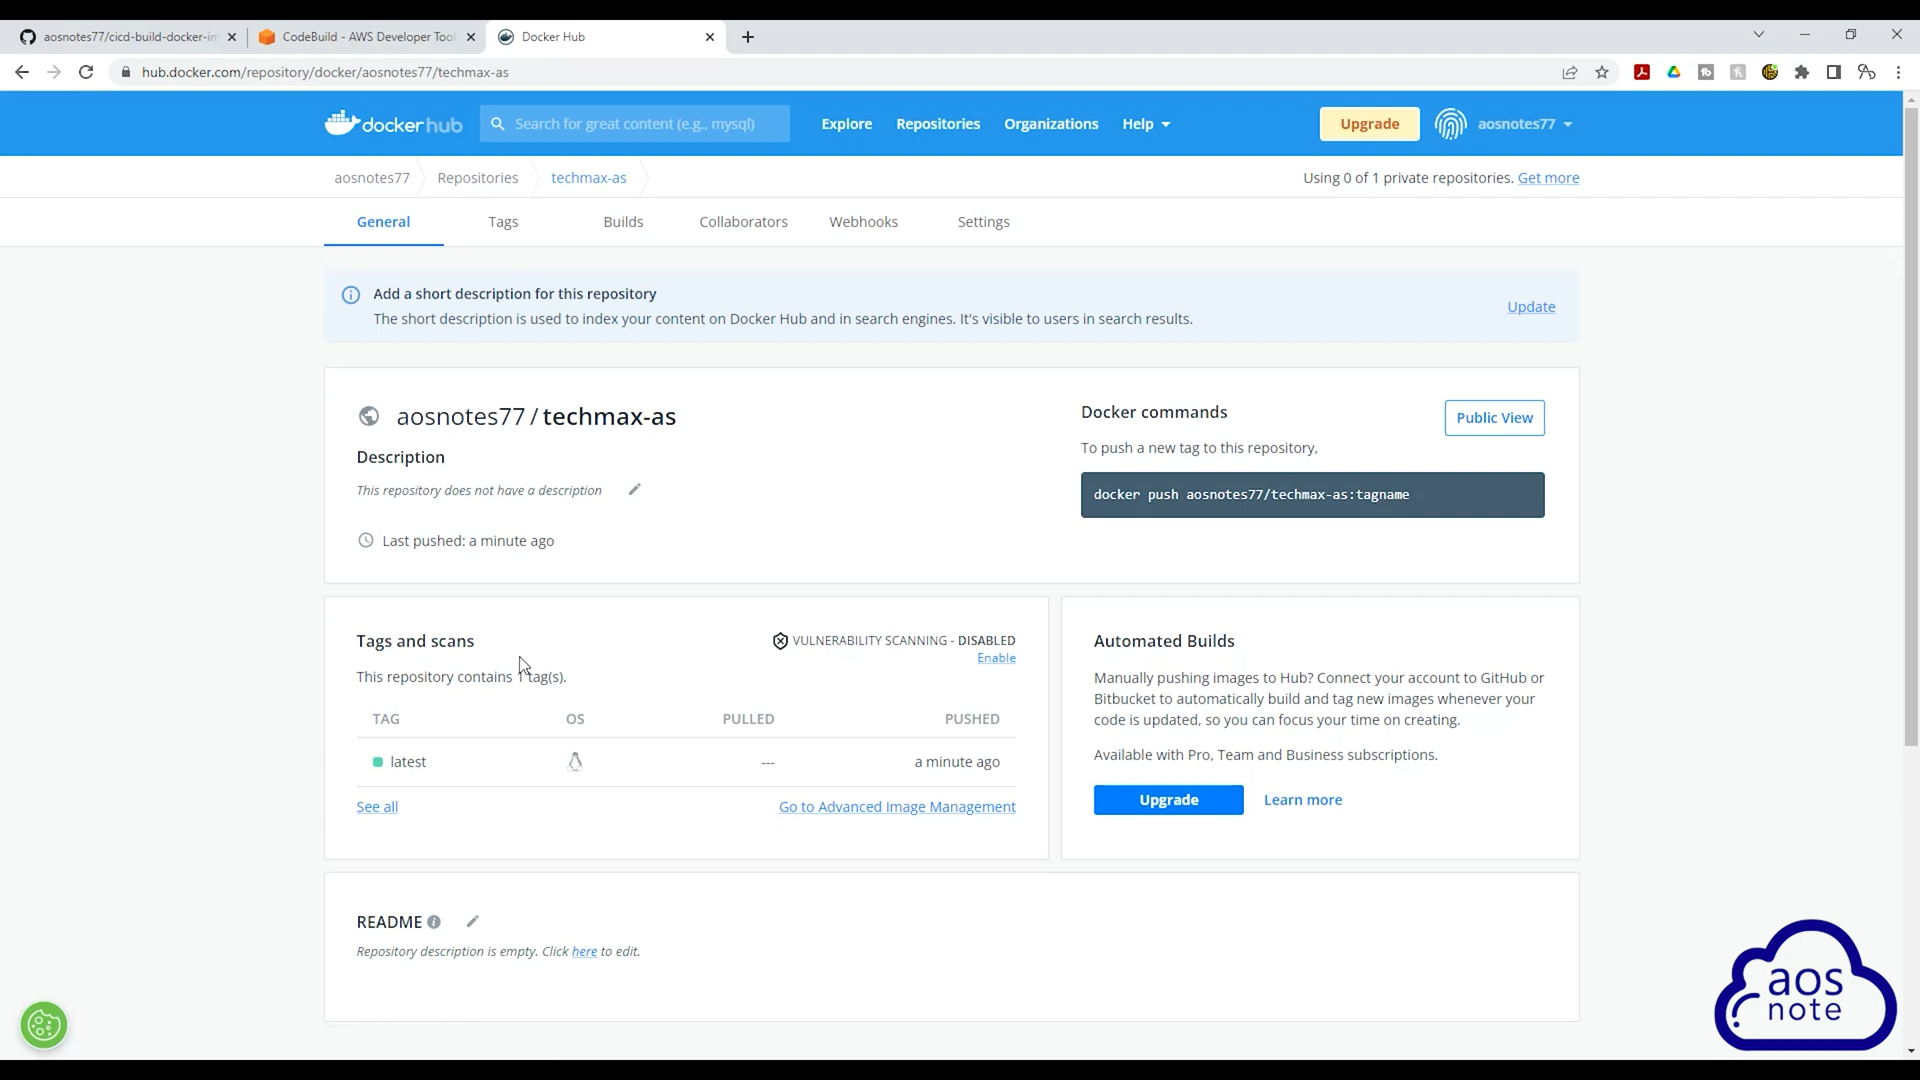 aosnotes77/cicd-build-docker-im
CodeBuild - AWS Developer Tool
Docker Hub
hub.docker.com/repository/docker/aosnotes77/techmax-as
dockerhub
Search for great content (e.g., mysql)
Explore
Repositories
Organizations
Help
Upgrade
aosnotes77
aosnotes77
Repositories
techmax-as
Using 0 of 1 private repositories. Get more
General
Tags
Builds
Collaborators
Webhooks
Settings
Add a short description for this repository
The short description is used to index your content on Docker Hub and in search engines. It's visible to users in search results.
Update
aosnotes77 / techmax-as
Description
This repository does not have a description
Last pushed: a minute ago
Docker commands
Public View
To push a new tag to this repository,
docker push aosnotes77/techmax-as:tagname
Tags and scans
VULNERABILITY SCANNING - DISABLED
Enable
This repository contains 1 tag(s).
TAG OS PULLED PUSHED
latest --- a minute ago
See all
Go to Advanced Image Management
Automated Builds
Manually pushing images to Hub? Connect your account to GitHub or
Bitbucket to automatically build and tag new images whenever your
code is updated, so you can focus your time on creating.
Available with Pro, Team and Business subscriptions.
Upgrade
Learn more
README
Repository description is empty. Click here to edit.
aos
note